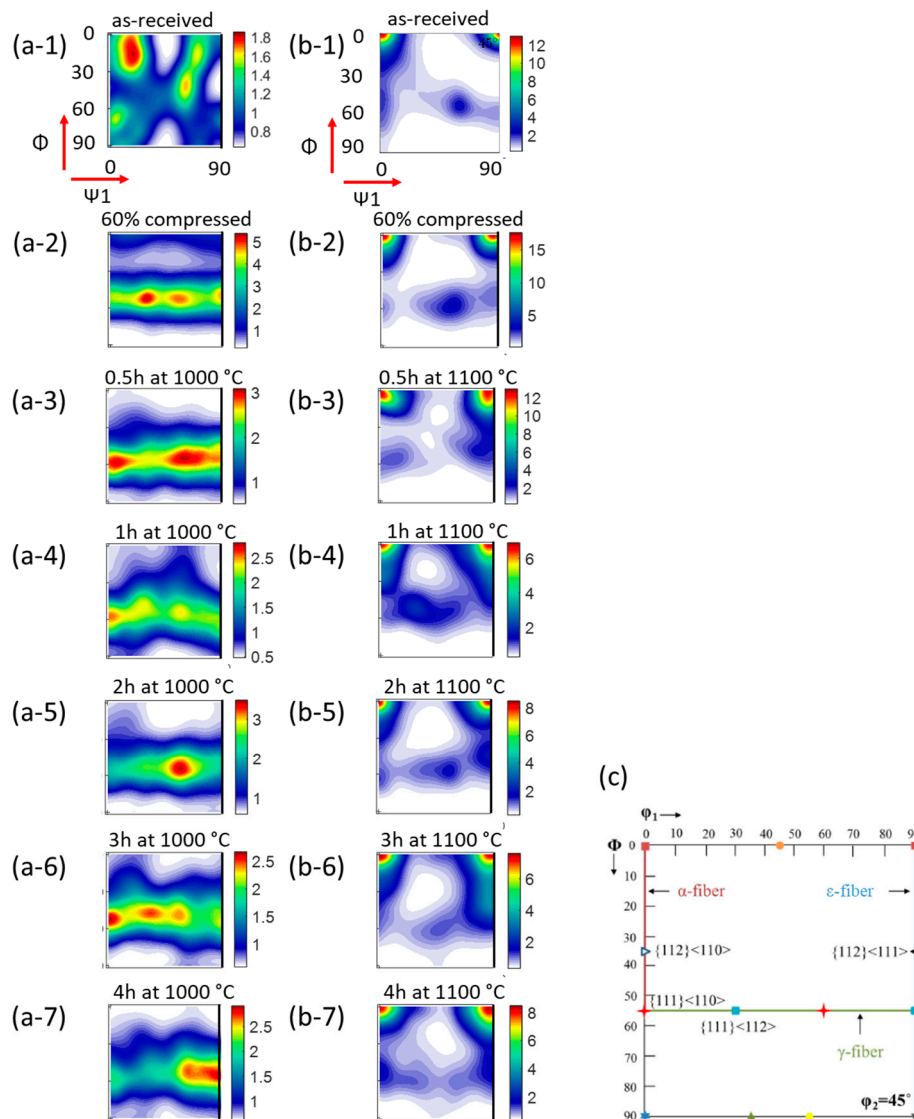 as-received
(a-1)
0
30
60
90
Φ
0
90
Ψ1
1.8
1.6
1.4
1.2
1
0.8
as-received
(b-1)
0
30
60
90
Φ
0
90
Ψ1
45°
12
10
8
6
4
2
60% compressed
(a-2)
5
4
3
2
1
60% compressed
(b-2)
15
10
5
0.5h at 1000 °C
(a-3)
3
2
1
0.5h at 1100 °C
(b-3)
12
10
8
6
4
2
1h at 1000 °C
(a-4)
2.5
2
1.5
1
0.5
1h at 1100 °C
(b-4)
6
4
2
2h at 1000 °C
(a-5)
3
2
1
2h at 1100 °C
(b-5)
8
6
4
2
3h at 1000 °C
(a-6)
2.5
2
1.5
1
3h at 1100 °C
(b-6)
6
4
2
4h at 1000 °C
(a-7)
2.5
2
1.5
1
4h at 1100 °C
(b-7)
8
6
4
2
(c)
φ1
0 10 20 30 40 50 60 70 80
Φ
0
10
20
30
40
50
60
70
80
90
α-fiber
ε-fiber
{112}<110>
{112}<111>
{111}<110>
{111}<112>
γ-fiber
φ2=45°